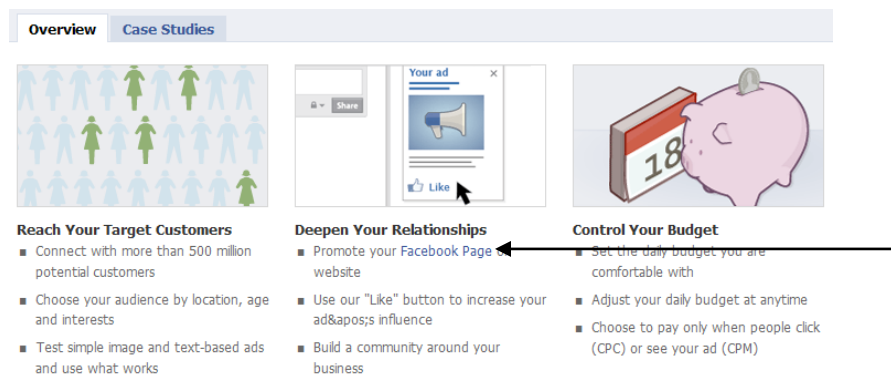 Overview Case Studies
Your ad ×
Share
Like
18
Reach Your Target Customers
Connect with more than 500 million
potential customers
Choose your audience by location, age
and interests
Test simple image and text-based ads
and use what works
Deepen Your Relationships
Promote your Facebook Page
website
Use our "Like" button to increase your
ad&apos;s influence
Build a community around your
business
Control Your Budget
Set the daily budget you are
comfortable with
Adjust your daily budget at anytime
Choose to pay only when people click
(CPC) or see your ad (CPM)